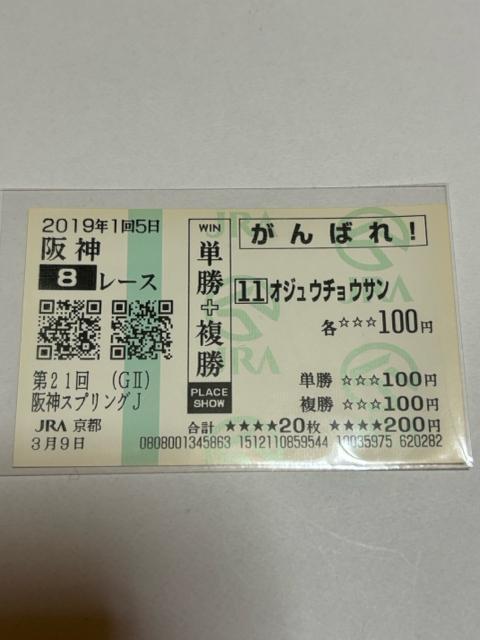 2019年1回5日
阪神
8レース
第21回 (GⅡ)
阪神スプリングJ
JRA 京都
3月9日
WIN
単勝+複勝
PLACE
SHOW
がんばれ!
11 オジュウチョウサン
各☆☆☆100円
単勝 ☆☆☆100円
複勝 ☆☆☆100円
合計 ★★★★20枚 ★★★★200円
0808001345863 1512110859544 10035975 620282
JRA
JRA
JRA